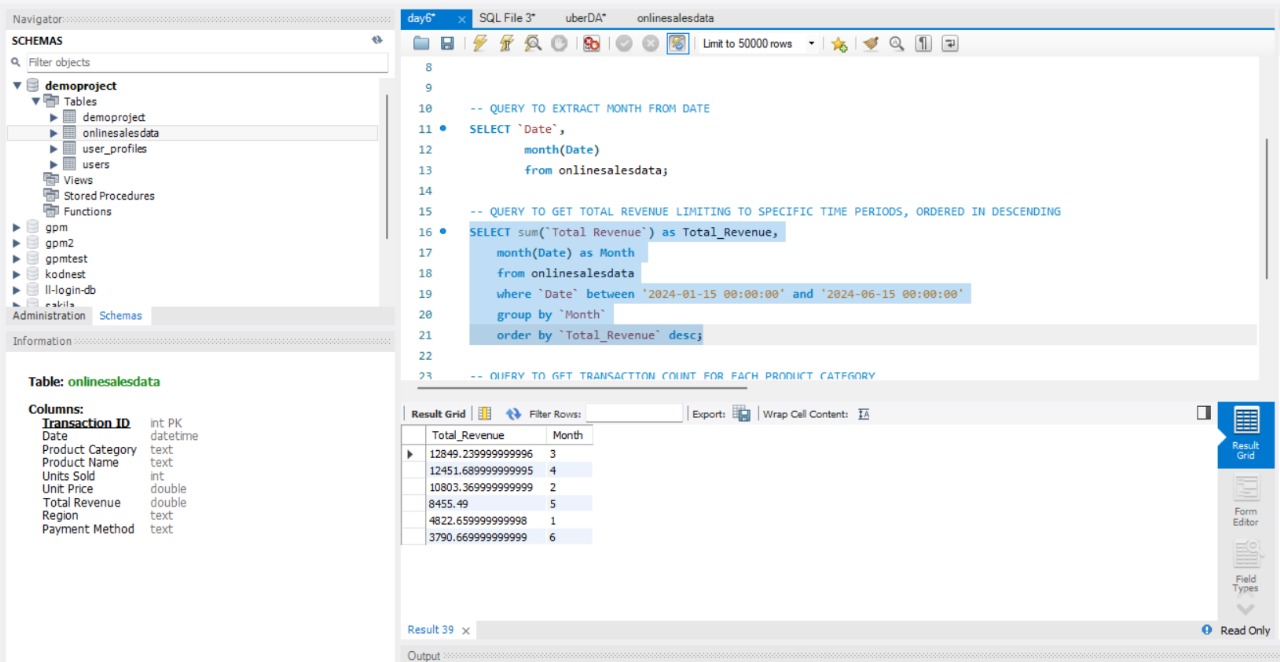 Navigator
SCHEMAS
Filter objects
demoproject
Tables
demoproject
onlinesalesdata
user_profiles
users
Views
Stored Procedures
Functions
gpm
gpm2
gpmtest
kodnest
ll-login-db
sakila
Administration Schemas
Information
Table: onlinesalesdata
Columns:
Transaction ID int PK
Date datetime
Product Category text
Product Name text
Units Sold int
Unit Price double
Total Revenue double
Region text
Payment Method text
day6* SQL File 3* uberDA* onlinesalesdata
Limit to 50000 rows
8
9
10 -- QUERY TO EXTRACT MONTH FROM DATE
11 SELECT `Date`,
12 month(Date)
13 from onlinesalesdata;
14
15 -- QUERY TO GET TOTAL REVENUE LIMITING TO SPECIFIC TIME PERIODS, ORDERED IN DESCENDING
16 SELECT sum(`Total Revenue`) as Total_Revenue,
17 month(Date) as Month
18 from onlinesalesdata
19 where `Date` between '2024-01-15 00:00:00' and '2024-06-15 00:00:00'
20 group by `Month`
21 order by `Total_Revenue` desc;
22
23 -- QUERY TO GET TRANSACTION COUNT FOR EACH PRODUCT CATEGORY
Result Grid Filter Rows: Export: Wrap Cell Content: IA
Total_Revenue Month
12849.239999999996 3
12451.689999999995 4
10803.369999999999 2
8455.49 5
4822.659999999998 1
3790.669999999999 6
Result Grid
Form Editor
Field Types
Result 39
Read Only
Output